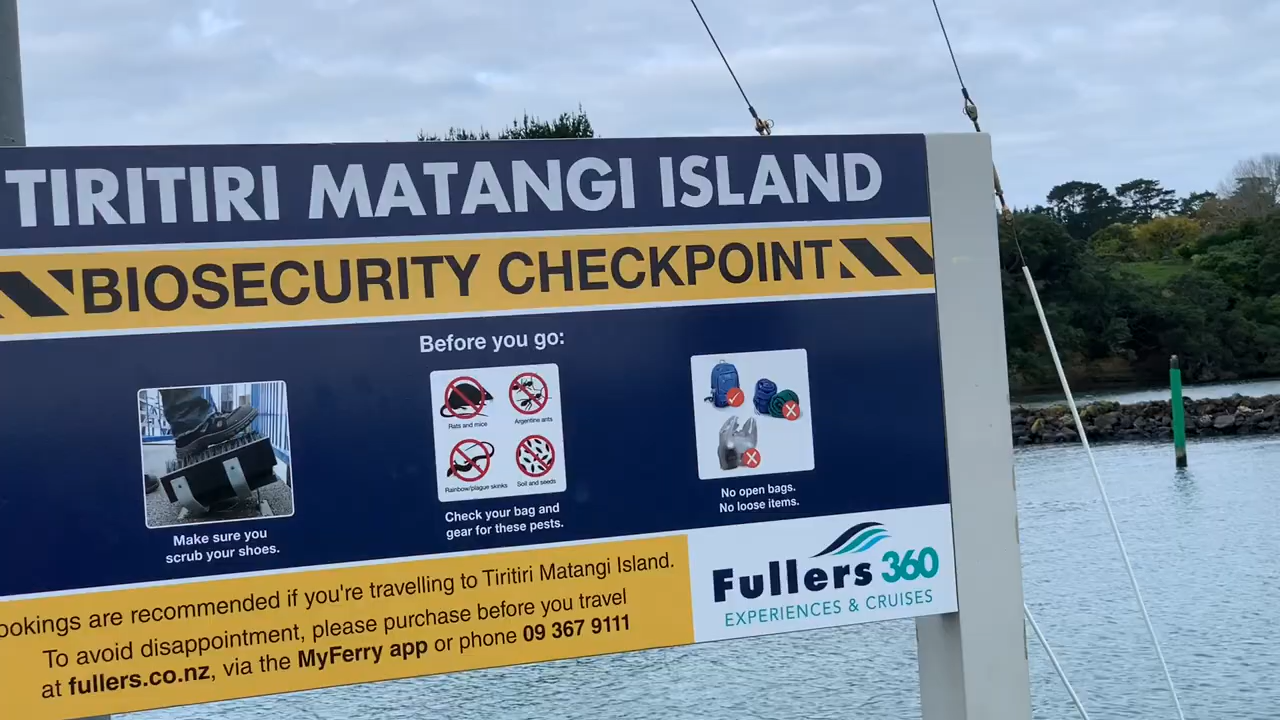 TIRITIRI MATANGI ISLAND
BIOSECURITY CHECKPOINT
Before you go:
Rats and mice
Argentine ants
Rainbow/plague skinks
Soil and seeds
Make sure you
scrub your shoes.
Check your bag and
gear for these pests.
No open bags.
No loose items.
ookings are recommended if you're travelling to Tiritiri Matangi Island.
To avoid disappointment, please purchase before you travel
at fullers.co.nz, via the MyFerry app or phone 09 367 9111
Fullers 360
EXPERIENCES & CRUISES